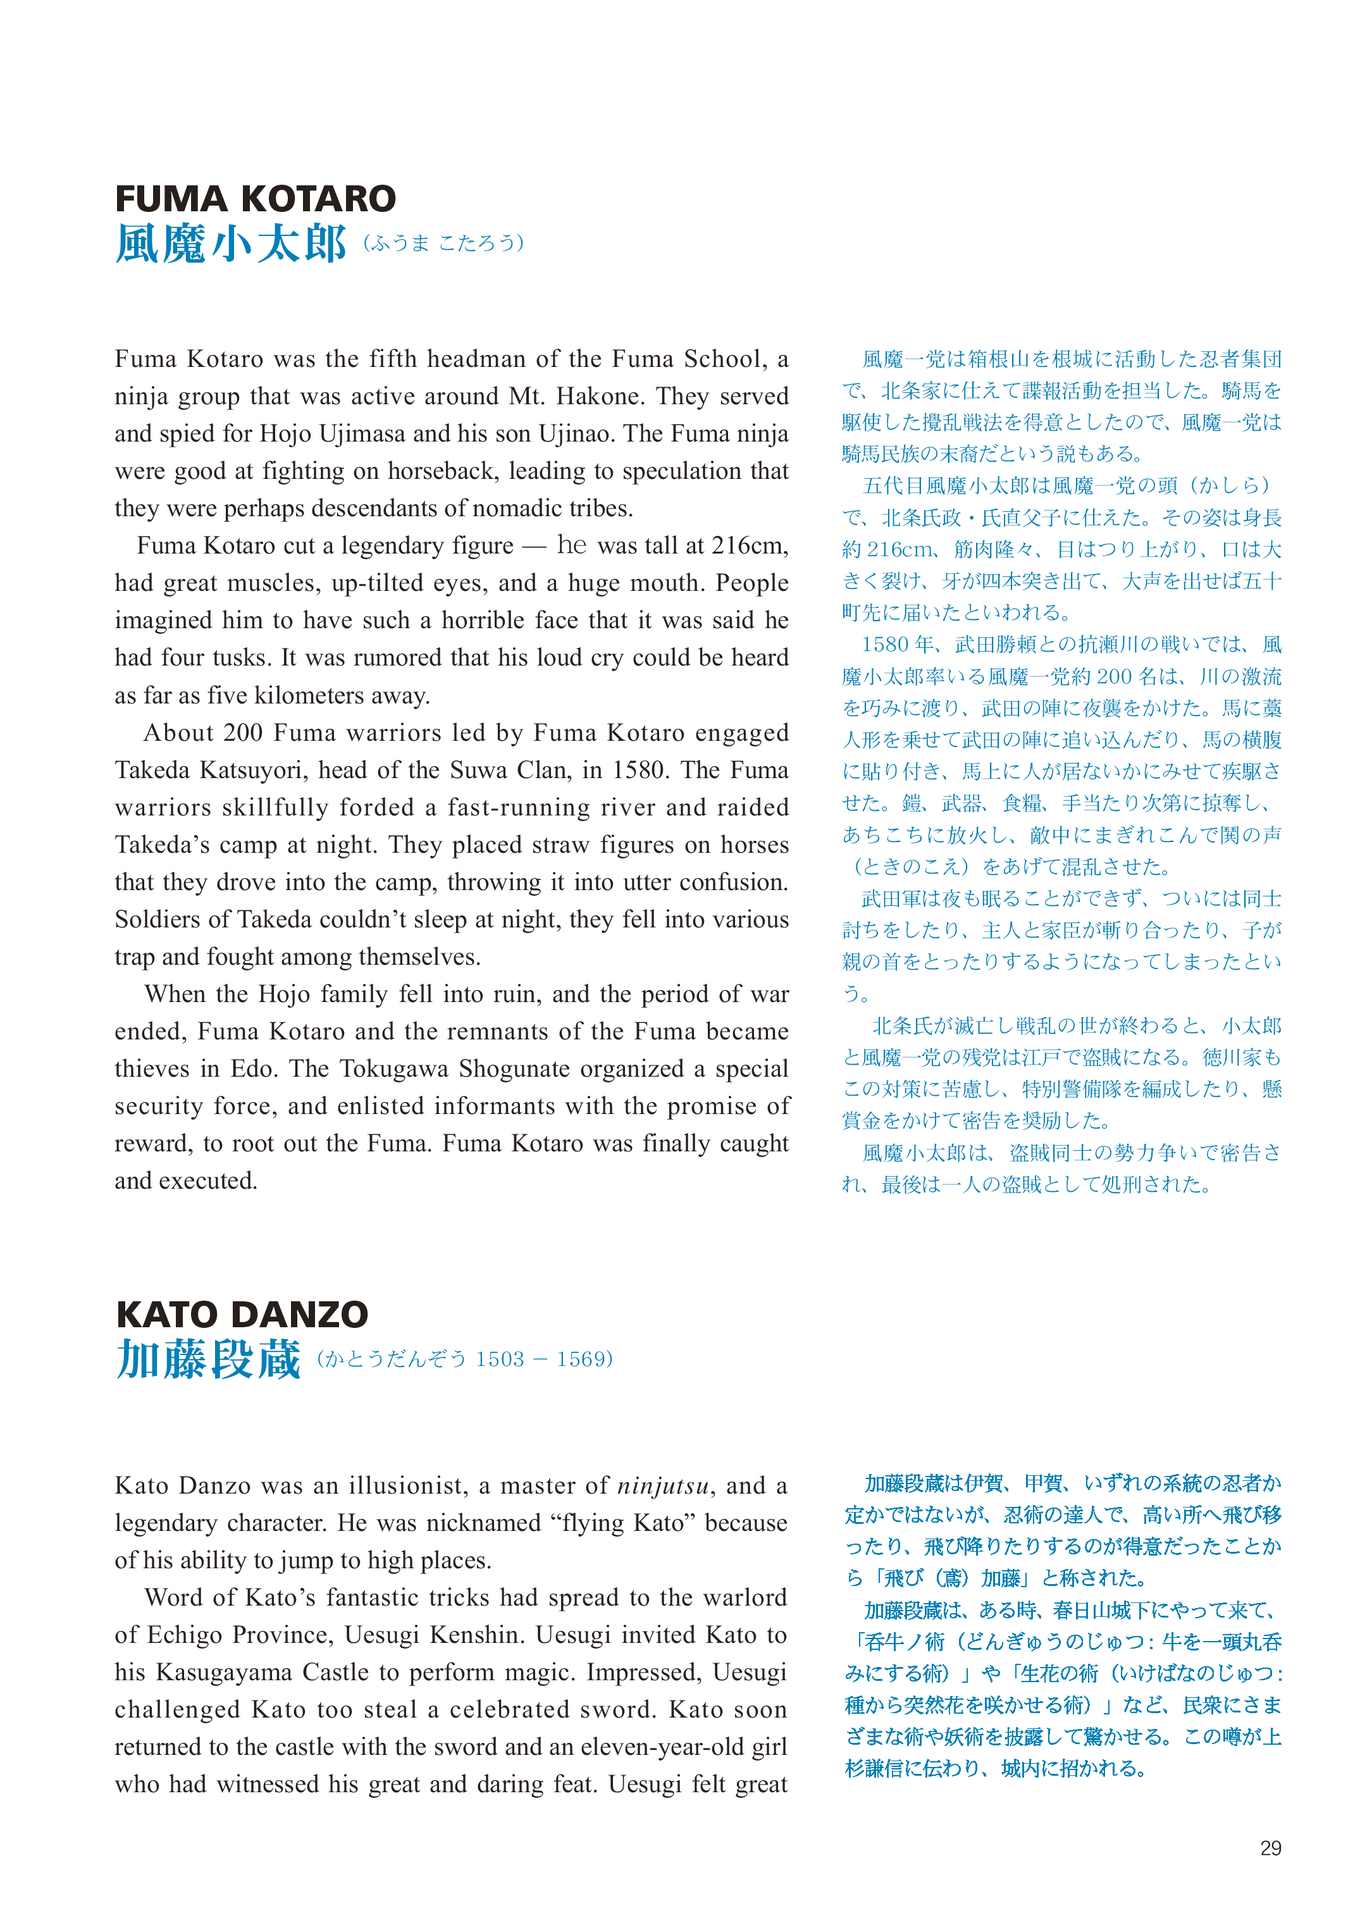 FUMA KOTARO
風魔小太郎（ふうま こたろう）
Fuma Kotaro was the fifth headman of the Fuma School, a
ninja group that was active around Mt. Hakone. They served
and spied for Hojo Ujimasa and his son Ujinao. The Fuma ninja
were good at fighting on horseback, leading to speculation that
they were perhaps descendants of nomadic tribes.
Fuma Kotaro cut a legendary figure — he was tall at 216cm,
had great muscles, up-tilted eyes, and a huge mouth. People
imagined him to have such a horrible face that it was said he
had four tusks. It was rumored that his loud cry could be heard
as far as five kilometers away.
About 200 Fuma warriors led by Fuma Kotaro engaged
Takeda Katsuyori, head of the Suwa Clan, in 1580. The Fuma
warriors skillfully forded a fast-running river and raided
Takeda’s camp at night. They placed straw figures on horses
that they drove into the camp, throwing it into utter confusion.
Soldiers of Takeda couldn’t sleep at night, they fell into various
trap and fought among themselves.
When the Hojo family fell into ruin, and the period of war
ended, Fuma Kotaro and the remnants of the Fuma became
thieves in Edo. The Tokugawa Shogunate organized a special
security force, and enlisted informants with the promise of
reward, to root out the Fuma. Fuma Kotaro was finally caught
and executed.
風魔一党は箱根山を根城に活動した忍者集団
で、北条家に仕えて諜報活動を担当した。騎馬を
駆使した攪乱戦法を得意としたので、風魔一党は
騎馬民族の末裔だという説もある。
五代目風魔小太郎は風魔一党の頭（かしら）
で、北条氏政・氏直父子に仕えた。その姿は身長
約 216cm、筋肉隆々、目はつり上がり、口は大
きく裂け、牙が四本突き出て、大声を出せば五十
町先に届いたといわれる。
1580 年、武田勝頼との抗瀬川の戦いでは、風
魔小太郎率いる風魔一党約 200 名は、川の激流
を巧みに渡り、武田の陣に夜襲をかけた。馬に藁
人形を乗せて武田の陣に追い込んだり、馬の横腹
に貼り付き、馬上に人が居ないかにみせて疾駆さ
せた。鎧、武器、食糧、手当たり次第に掠奪し、
あちこちに放火し、敵中にまぎれこんで鬨の声
（ときのこえ）をあげて混乱させた。
武田軍は夜も眠ることができず、ついには同士
討ちをしたり、主人と家臣が斬り合ったり、子が
親の首をとったりするようになってしまったとい
う。
北条氏が滅亡し戦乱の世が終わると、小太郎
と風魔一党の残党は江戸で盗賊になる。徳川家も
この対策に苦慮し、特別警備隊を編成したり、懸
賞金をかけて密告を奨励した。
風魔小太郎は、盗賊同士の勢力争いで密告さ
れ、最後は一人の盗賊として処刑された。
KATO DANZO
加藤段蔵（かとうだんぞう 1503 − 1569）
Kato Danzo was an illusionist, a master of ninjutsu, and a
legendary character. He was nicknamed “flying Kato” because
of his ability to jump to high places.
Word of Kato’s fantastic tricks had spread to the warlord
of Echigo Province, Uesugi Kenshin. Uesugi invited Kato to
his Kasugayama Castle to perform magic. Impressed, Uesugi
challenged Kato too steal a celebrated sword. Kato soon
returned to the castle with the sword and an eleven-year-old girl
who had witnessed his great and daring feat. Uesugi felt great
加藤段蔵は伊賀、甲賀、いずれの系統の忍者か
定かではないが、忍術の達人で、高い所へ飛び移
ったり、飛び降りたりするのが得意だったことか
ら「飛び（鳶）加藤」と称された。
加藤段蔵は、ある時、春日山城下にやって来て、
「呑牛ノ術（どんぎゅうのじゅつ : 牛を一頭丸呑
みにする術）」や「生花の術（いけばなのじゅつ :
種から突然花を咲かせる術）」など、民衆にさま
ざまな術や妖術を披露して驚かせる。この噂が上
杉謙信に伝わり、城内に招かれる。
29